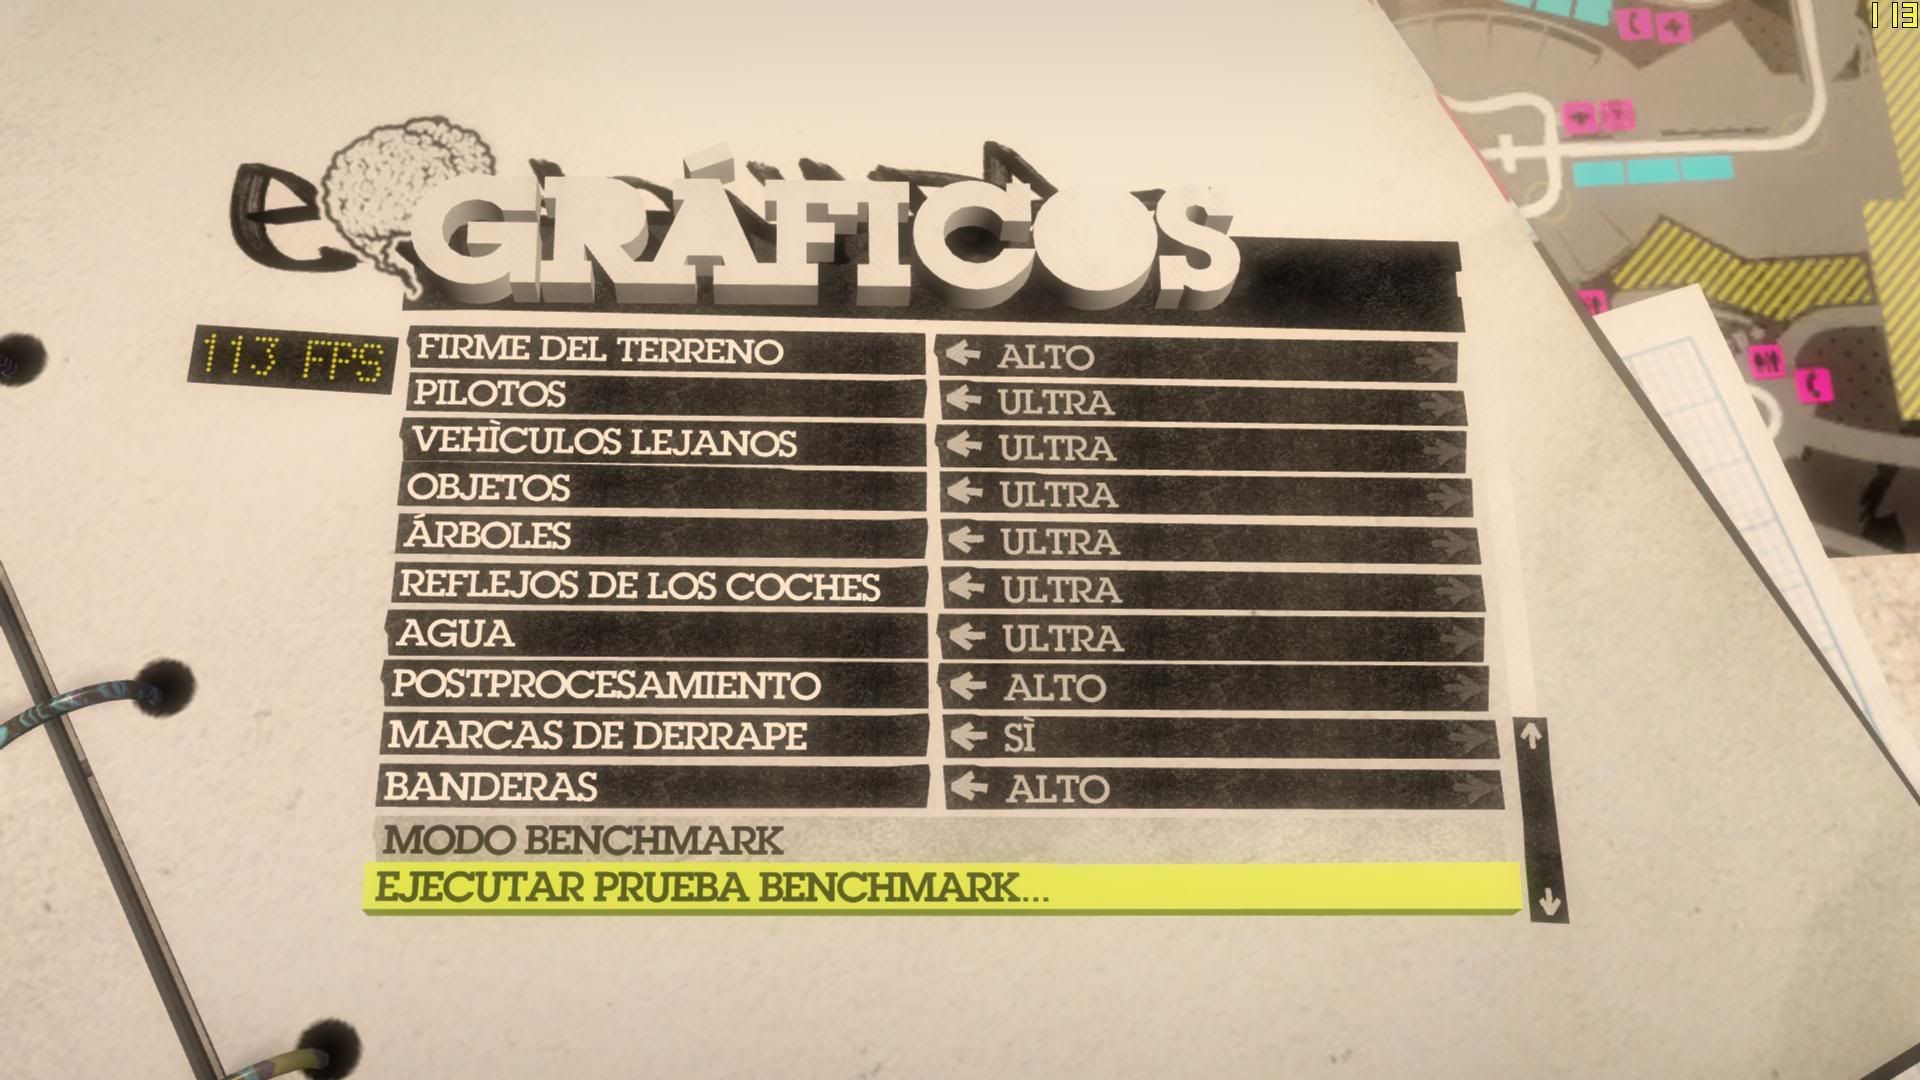 113
GRÁFICOS
113 FPS
FIRME DEL TERRENO ALTO
PILOTOS ULTRA
VEHÌCULOS LEJANOS ULTRA
OBJETOS ULTRA
ÁRBOLES ULTRA
REFLEJOS DE LOS COCHES ULTRA
AGUA ULTRA
POSTPROCESAMIENTO ALTO
MARCAS DE DERRAPE SÌ
BANDERAS ALTO
MODO BENCHMARK
EJECUTAR PRUEBA BENCHMARK...